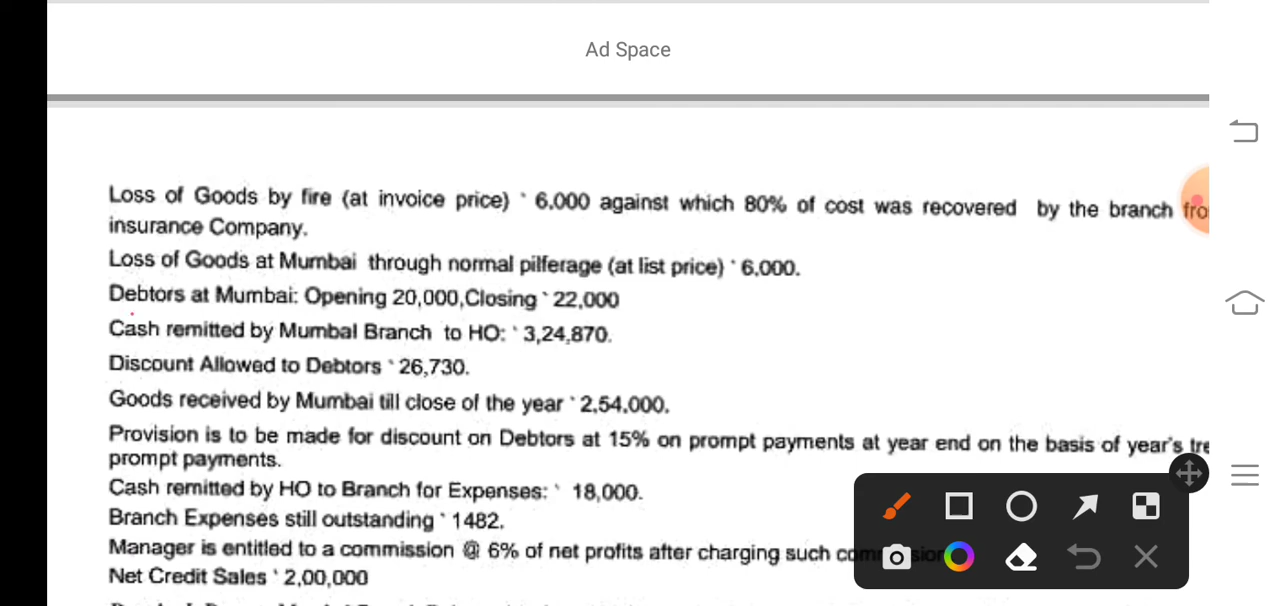 Ad Space
Loss of Goods by fire (at invoice price) ` 6.000 against which 80% of cost was recovered by the branch fro
insurance Company.
Loss of Goods at Mumbai through normal pilferage (at list price) ` 6,000.
Debtors at Mumbai: Opening 20,000,Closing ` 22,000
Cash remitted by Mumbal Branch to HO: ` 3,24,870.
Discount Allowed to Debtors ` 26,730.
Goods received by Mumbai till close of the year ` 2,54,000.
Provision is to be made for discount on Debtors at 15% on prompt payments at year end on the basis of year's tre
prompt payments.
Cash remitted by HO to Branch for Expenses: ` 18,000.
Branch Expenses still outstanding ` 1482.
Manager is entitled to a commission @ 6% of net profits after charging such commission
Net Credit Sales ` 2,00,000